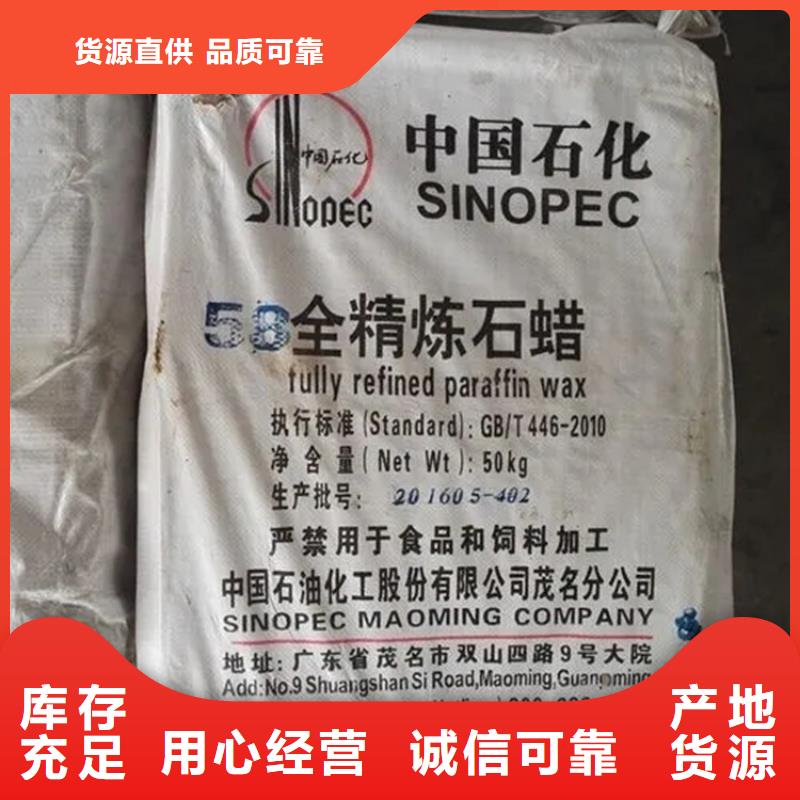 货源直供 品质可靠
中国石化
SINOPEC
中国石化
SINOPEC
58全精炼石蜡
fully refined paraffin wax
执行标准(Standard): GB/T 446-2010
净含量(Net Wt): 50kg
生产批号: 201605-402
严禁用于食品和饲料加工
中国石油化工股份有限公司茂名分公司
SINOPEC MAOMING COMPANY
地址: 广东省茂名市双山四路9号大院
Add: No.9 Shuangshan Si Road, Maoming,
库存充足
用心经营 诚信可靠
产地货源